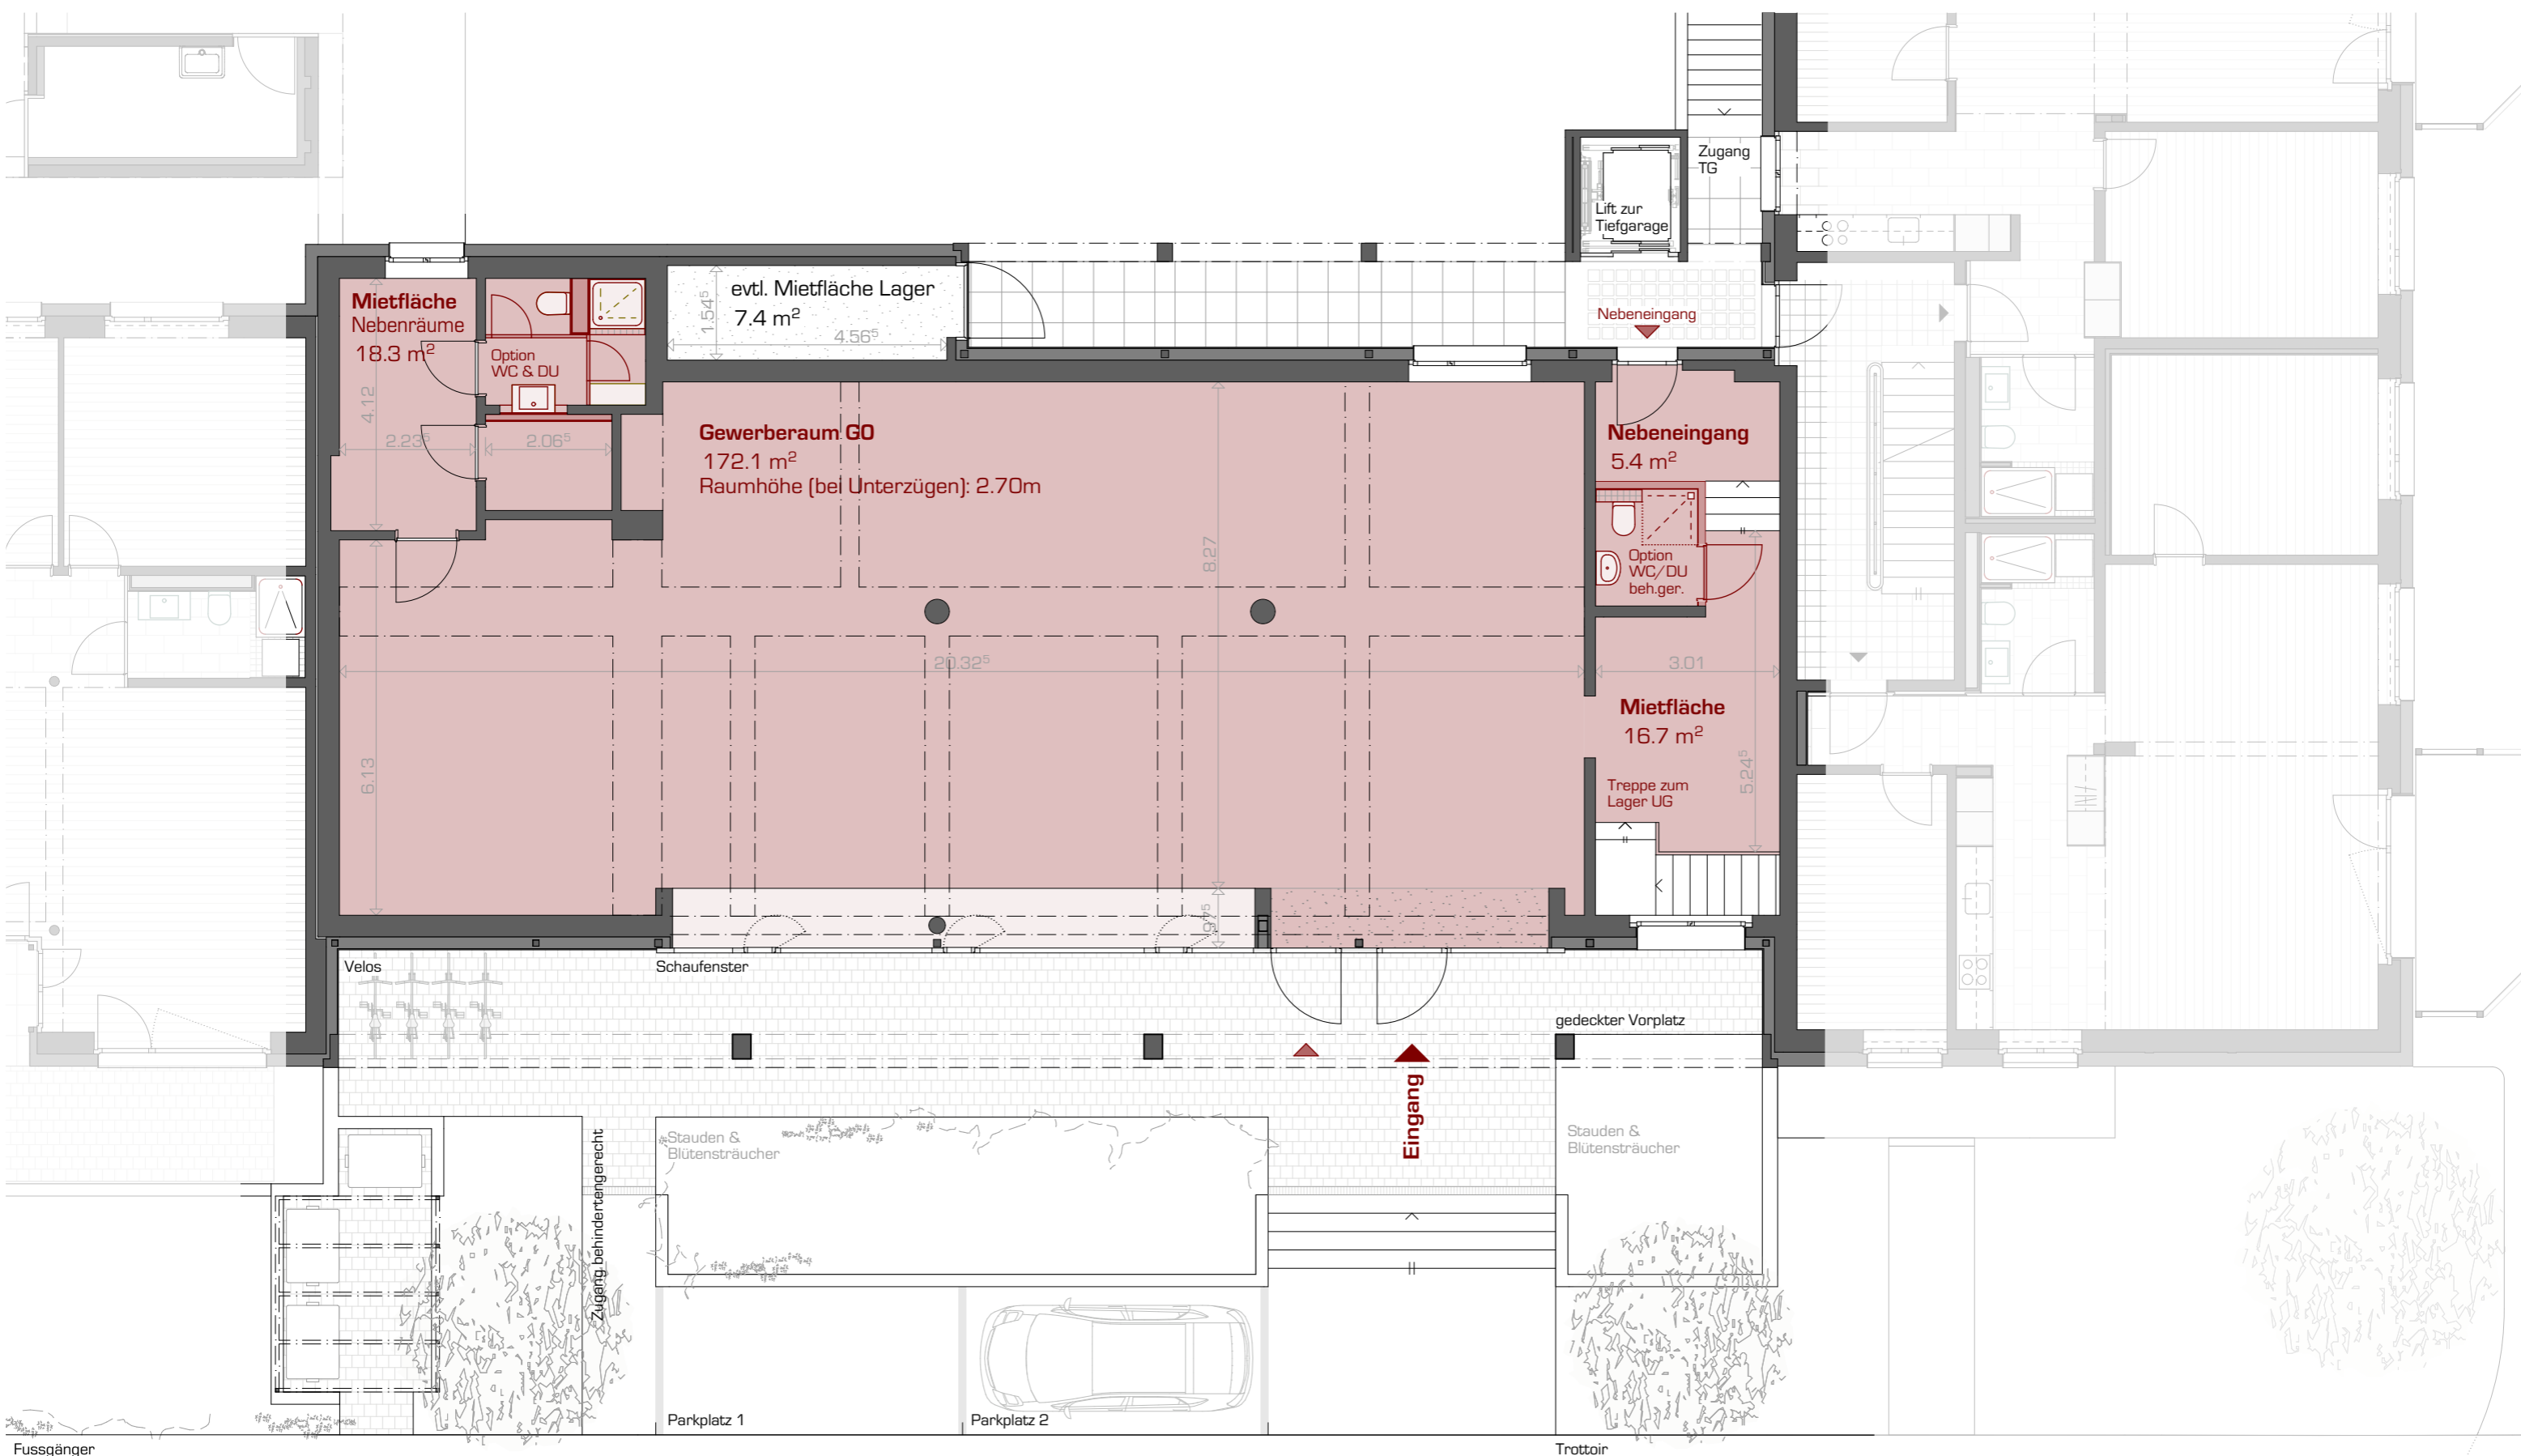 Zugang
TG
Lift zur
Tiefgarage
Mietfläche
Nebenräume
18.3 m²
Option
WC & DU
evtl. Mietfläche Lager
7.4 m²
1.54⁵
4.56⁵
Nebeneingang
4.12
2.23⁵
2.06⁵
Gewerberaum G0
172.1 m²
Raumhöhe (bei Unterzügen): 2.70m
Nebeneingang
5.4 m²
8.27
Option
WC/DU
beh.ger.
20.32⁵
3.01
Mietfläche
16.7 m²
6.13
5.24⁵
Treppe zum
Lager UG
Velos
Schaufenster
gedeckter Vorplatz
Eingang
Zugang behindertengerecht
Stauden &
Blütensträucher
Stauden &
Blütensträucher
Parkplatz 1
Parkplatz 2
Fussgänger
Trottoir